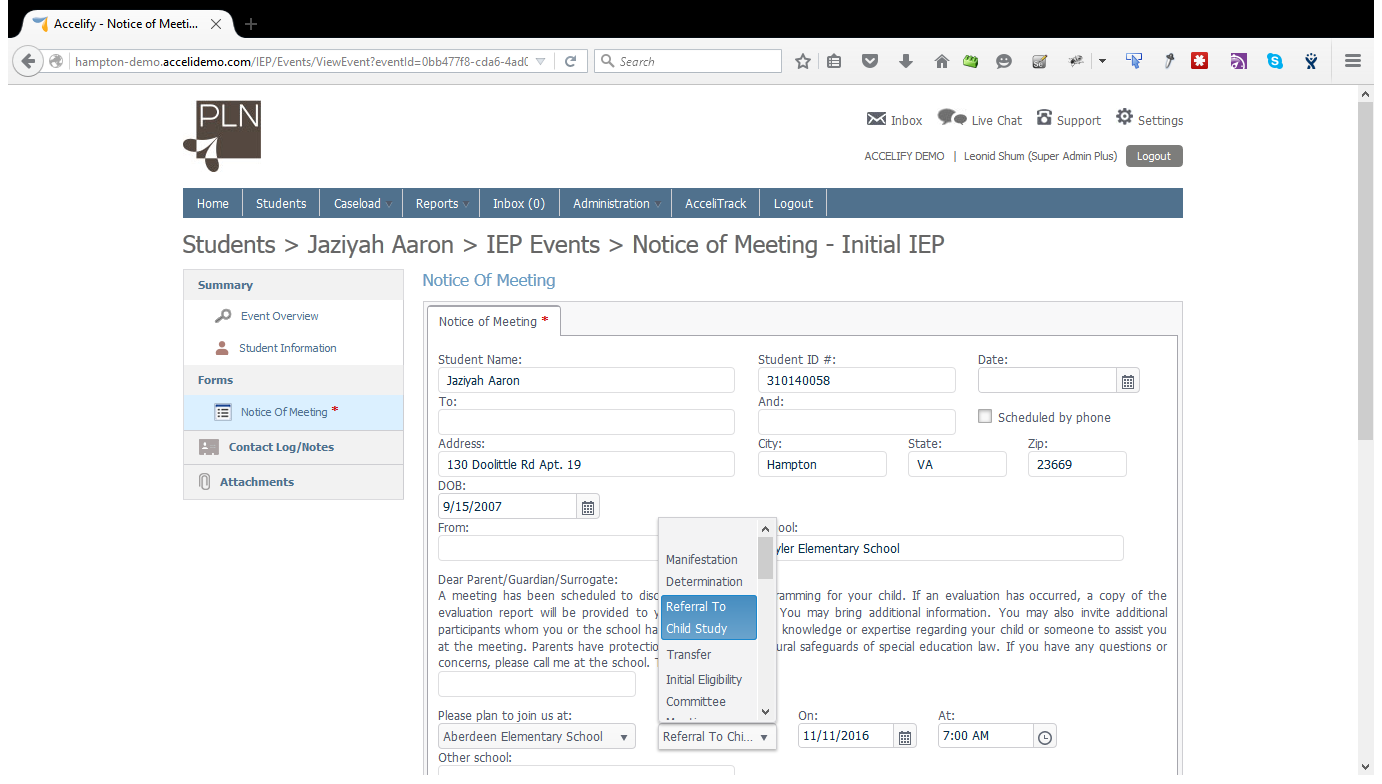 Accelify - Notice of Meeti...
hampton-demo.accelidemo.com/IEP/Events/ViewEvent?eventId=0bb477f8-cda6-4ad0
Search
PLN
Inbox Live Chat Support Settings
ACCELIFY DEMO | Leonid Shum (Super Admin Plus) Logout
Home Students Caseload Reports Inbox (0) Administration AcceliTrack Logout
Students > Jaziyah Aaron > IEP Events > Notice of Meeting - Initial IEP
Summary
Event Overview
Student Information
Forms
Notice Of Meeting *
Contact Log/Notes
Attachments
Notice Of Meeting
Notice of Meeting *
Student Name: Student ID #: Date:
Jaziyah Aaron 310140058
To: And:
Scheduled by phone
Address: City: State: Zip:
130 Doolittle Rd Apt. 19 Hampton VA 23669
DOB:
9/15/2007
From: ool:
yler Elementary School
Dear Parent/Guardian/Surrogate:
A meeting has been scheduled to disc ramming for your child. If an evaluation has occurred, a copy of the
evaluation report will be provided to y You may bring additional information. You may also invite additional
participants whom you or the school ha knowledge or expertise regarding your child or someone to assist you
at the meeting. Parents have protectio ural safeguards of special education law. If you have any questions or
concerns, please call me at the school. T
Manifestation
Determination
Referral To
Child Study
Transfer
Initial Eligibility
Committee
Please plan to join us at: On: At:
Aberdeen Elementary School Referral To Chi... 11/11/2016 7:00 AM
Other school: